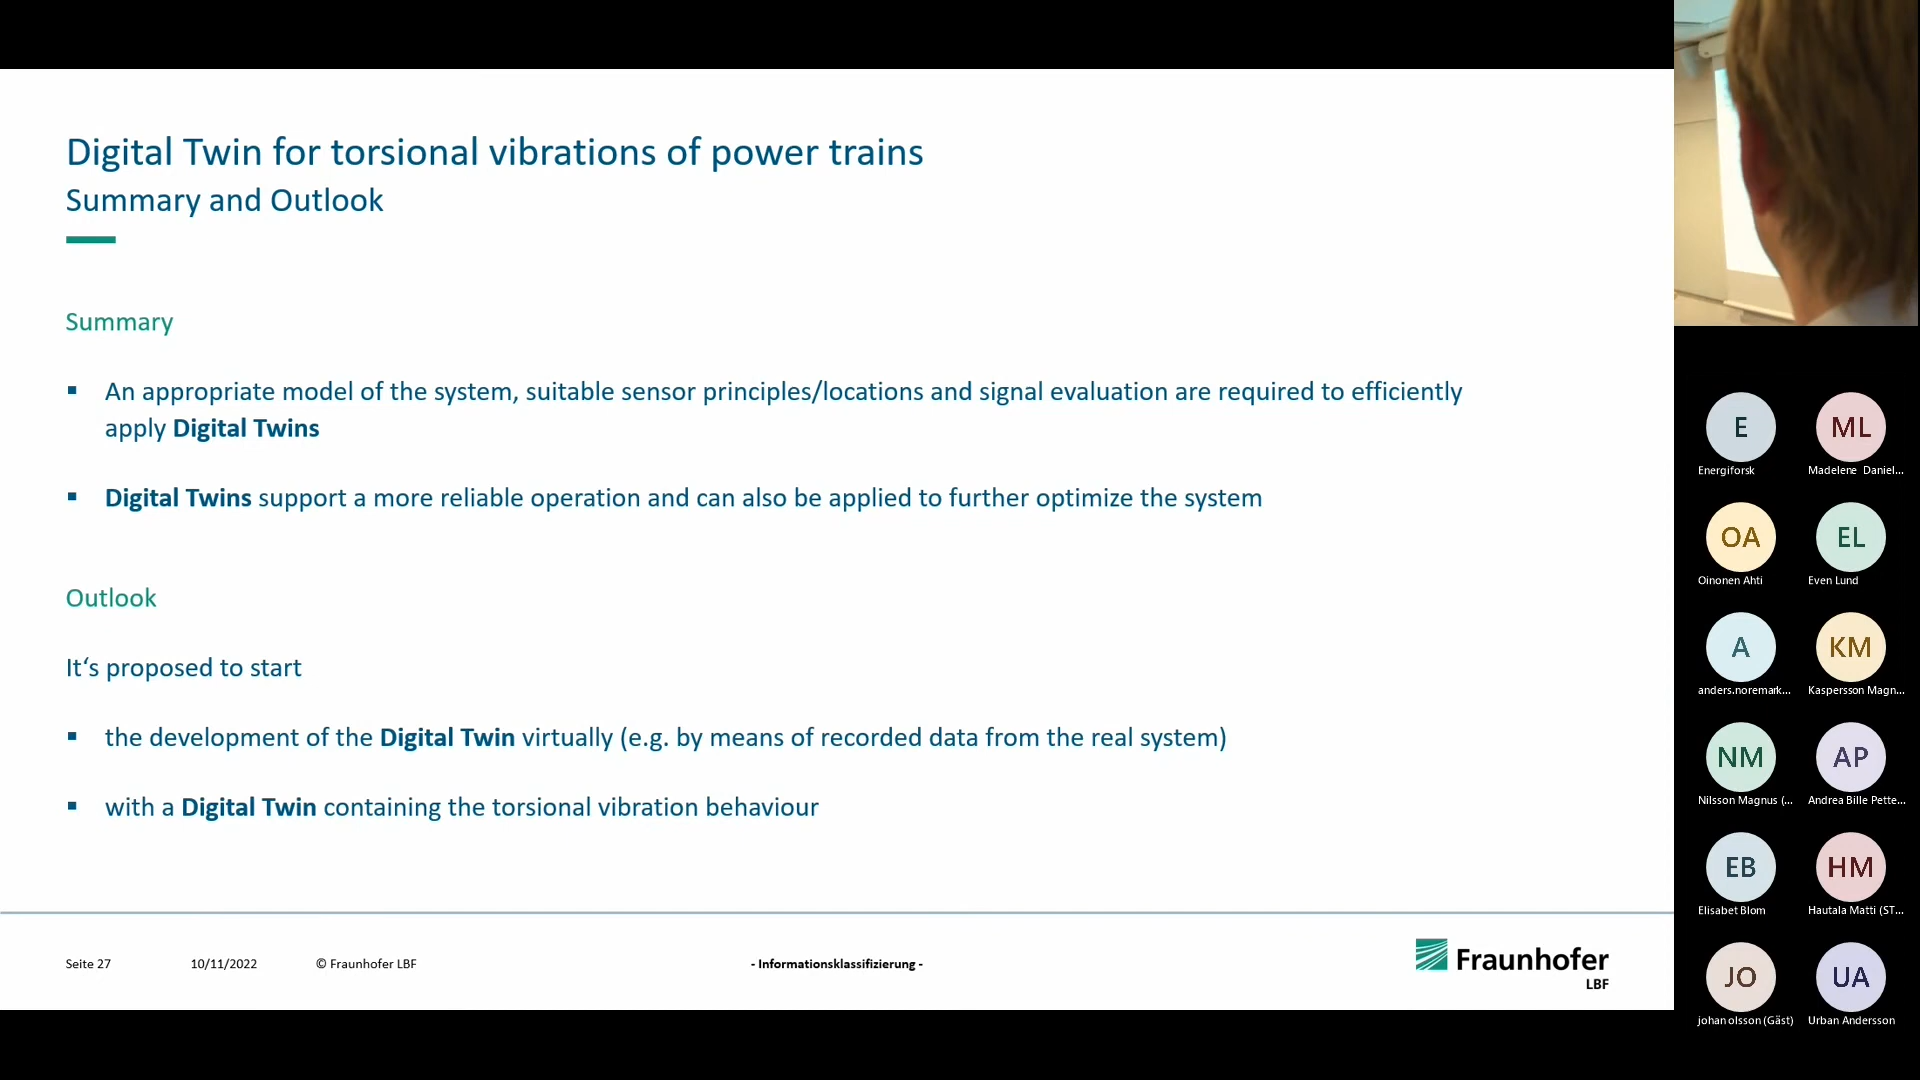 Digital Twin for torsional vibrations of power trains
Summary and Outlook
Summary
▪ An appropriate model of the system, suitable sensor principles/locations and signal evaluation are required to efficiently
apply Digital Twins
▪ Digital Twins support a more reliable operation and can also be applied to further optimize the system
Outlook
It‘s proposed to start
▪ the development of the Digital Twin virtually (e.g. by means of recorded data from the real system)
▪ with a Digital Twin containing the torsional vibration behaviour
Seite 27 10/11/2022 © Fraunhofer LBF - Informationsklassifizierung -
Fraunhofer
LBF
E ML
Energiforsk Madelene Daniel...
OA EL
Oinonen Ahti Even Lund
A KM
anders.noremark... Kaspersson Magn...
NM AP
Nilsson Magnus (... Andrea Bille Pette...
EB HM
Elisabet Blom Hautala Matti (ST...
JO UA
johan olsson (Gäst) Urban Andersson